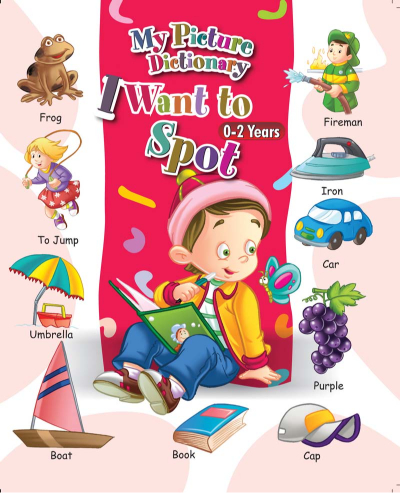 My Picture
Dictionary
I Want to
Spot
0-2 Years
Frog
Fireman
To Jump
Iron
Car
Umbrella
Purple
Boat
Book
Cap